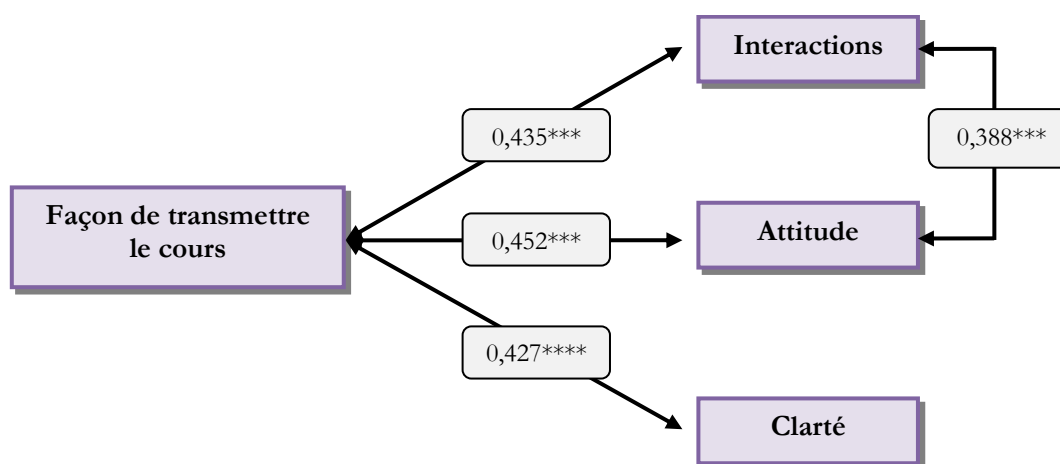 Interactions
0,435***
0,388***
Façon de transmettre
le cours
0,452***
Attitude
0,427****
Clarté